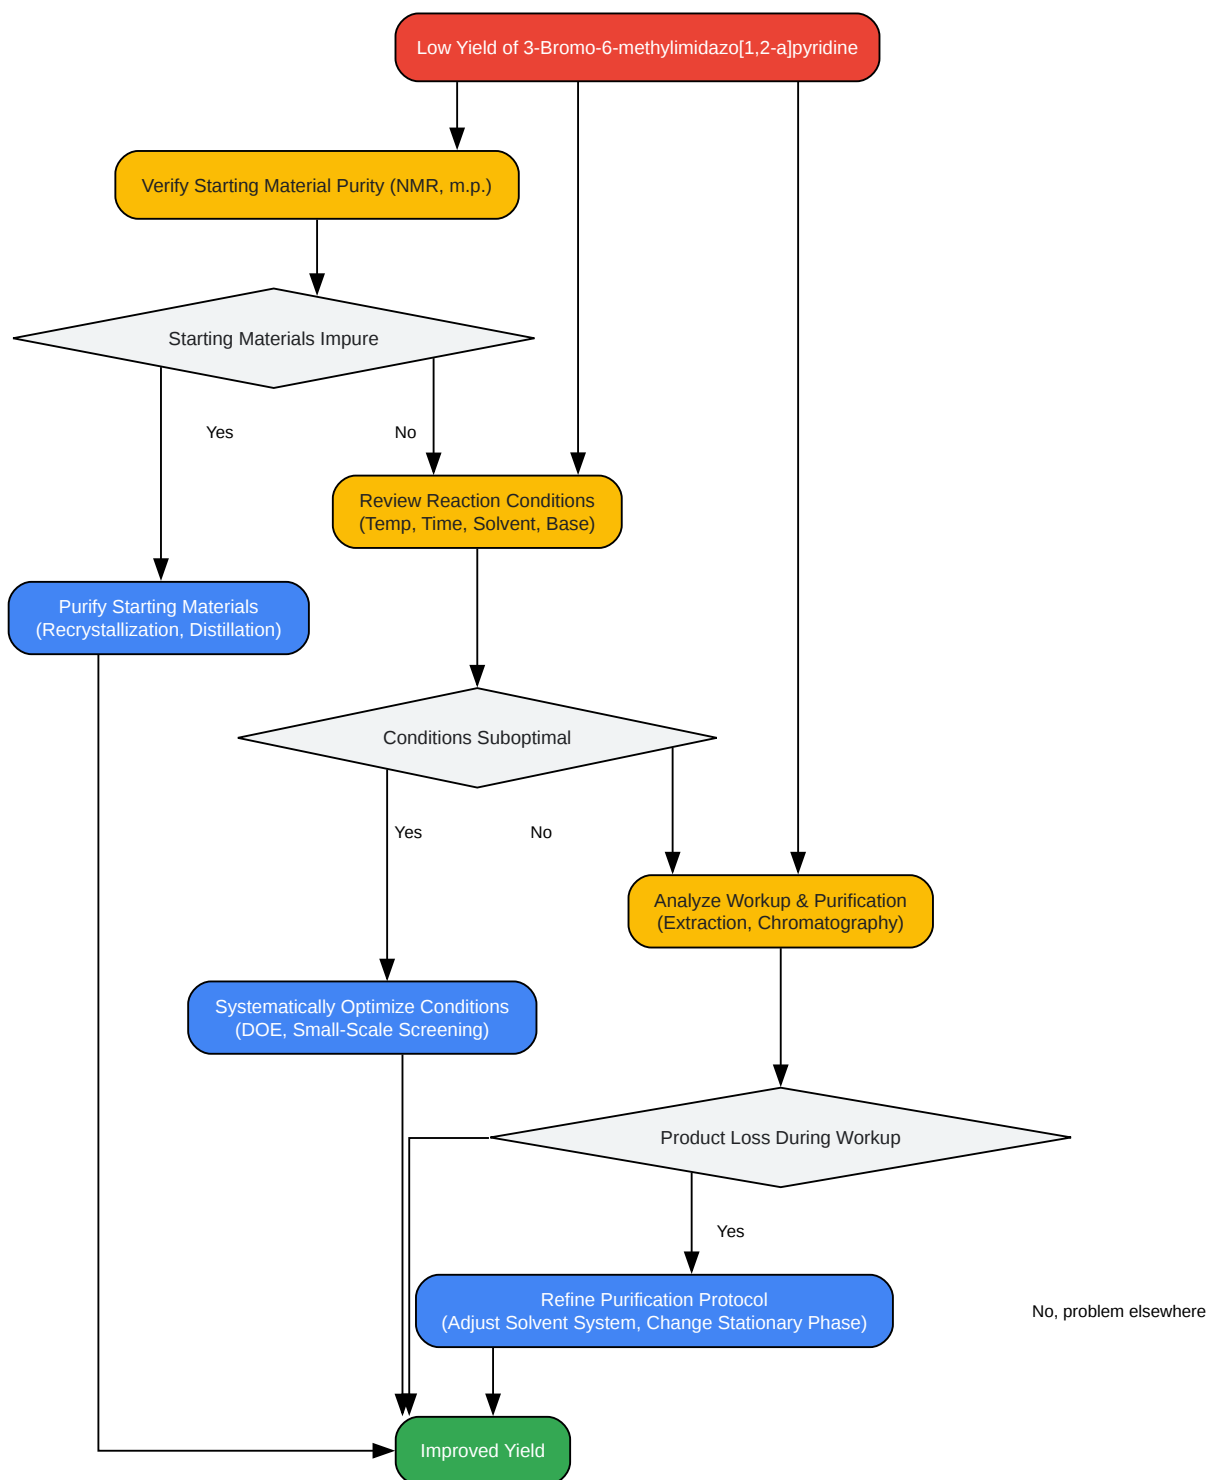 Low Yield of 3-Bromo-6-methylimidazo[1,2-a]pyridine
Verify Starting Material Purity (NMR, m.p.)
Starting Materials Impure
Yes
No
Review Reaction Conditions
(Temp, Time, Solvent, Base)
Purify Starting Materials
(Recrystallization, Distillation)
Conditions Suboptimal
Yes
No
Analyze Workup & Purification
(Extraction, Chromatography)
Systematically Optimize Conditions
(DOE, Small-Scale Screening)
Product Loss During Workup
Yes
Refine Purification Protocol
(Adjust Solvent System, Change Stationary Phase)
No, problem elsewhere
Improved Yield